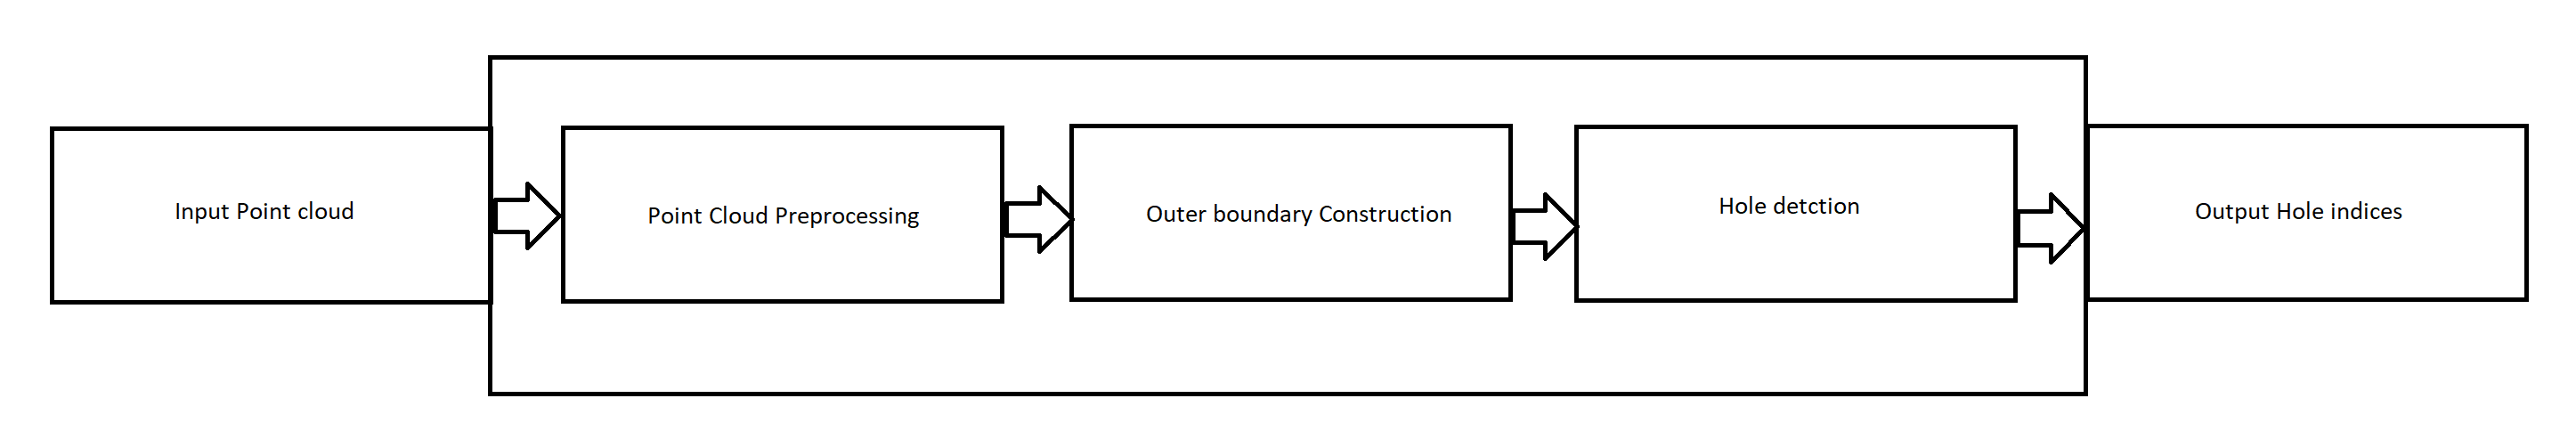 Input Point cloud
Point Cloud Preprocessing
Outer boundary Construction
Hole detction
Output Hole indices